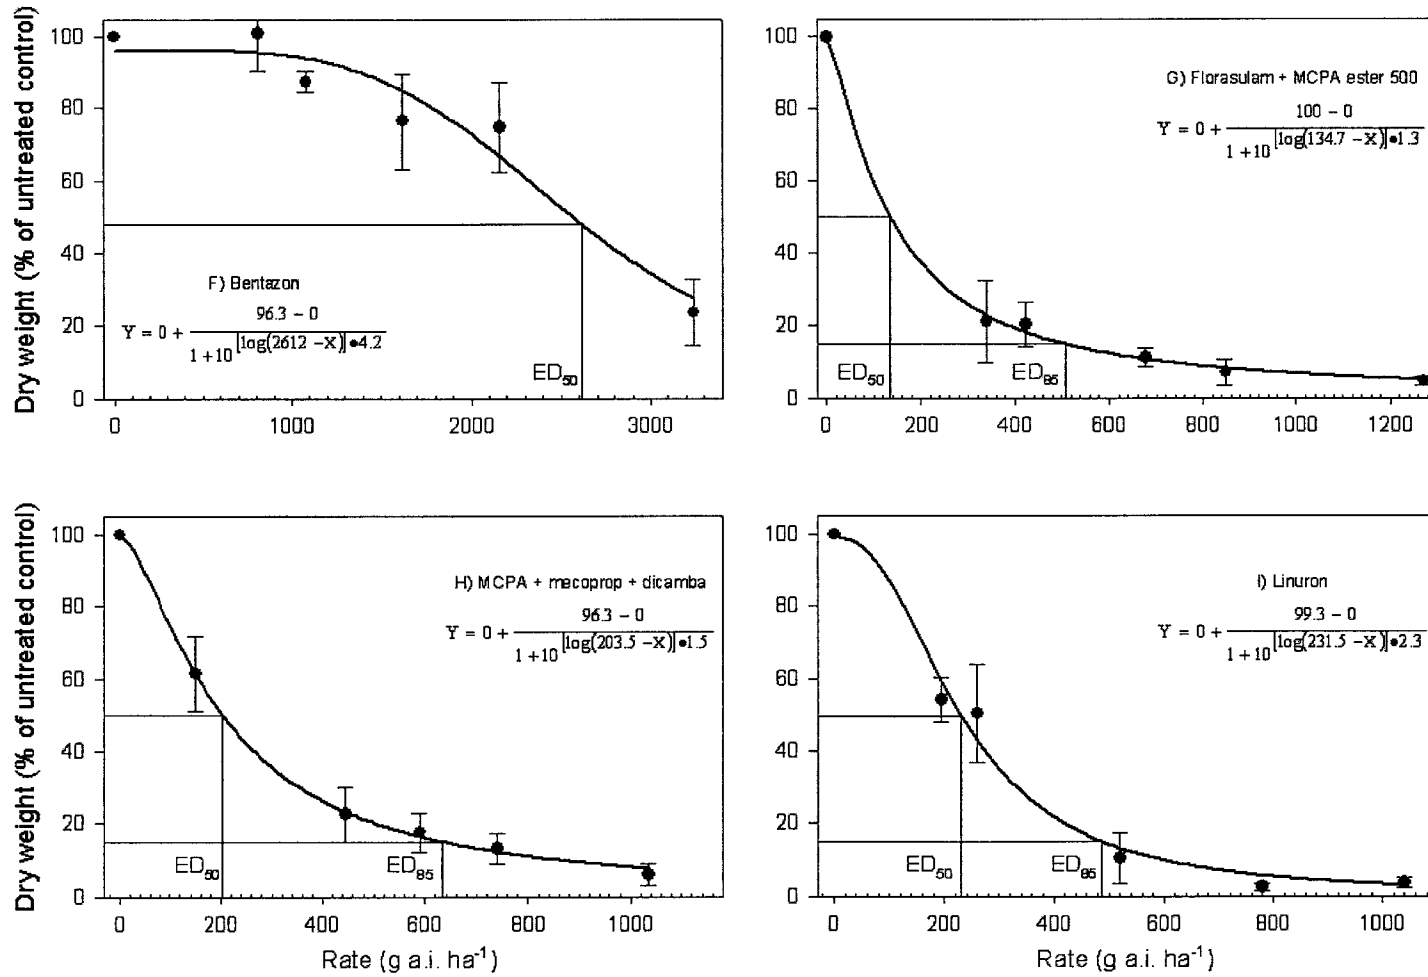 Dry weight (% of untreated control)
100
80
60
40
20
0
F) Bentazon
96.3 – 0
Y = 0 +
1 + 10 [log(2612 – X)]•4.2
ED50
0 1000 2000 3000
100
80
60
40
20
0
G) Florasulam + MCPA ester 500
100 – 0
Y = 0 +
1 + 10 [log(134.7 – X)]•1.3
ED50 ED85
0 200 400 600 800 1000 1200
Dry weight (% of untreated control)
100
80
60
40
20
0
H) MCPA + mecoprop + dicamba
96.3 – 0
Y = 0 +
1 + 10 [log(203.5 – X)]•1.5
ED50 ED85
0 200 400 600 800 1000
Rate (g a.i. ha-1)
100
80
60
40
20
0
I) Linuron
99.3 – 0
Y = 0 +
1 + 10 [log(231.5 – X)]•2.3
ED50 ED85
0 200 400 600 800 1000
Rate (g a.i. ha-1)